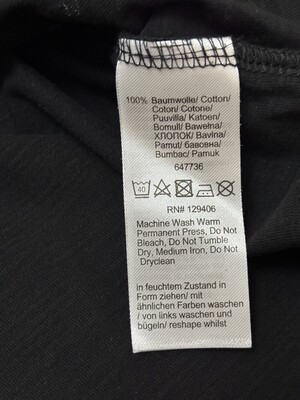 100% Baumwolle/ Cotton/
Coton/ Cotone/
Puuvilla/ Katoen/
Bomull/ Bawełna/
ХЛОПОК/ Bavlna/
Pamut/ бавовна/
Bumbac/ Pamuk
647736
40
RN# 129406
Machine Wash Warm
Permanent Press, Do Not
Bleach, Do Not Tumble
Dry, Medium Iron, Do Not
Dryclean
in feuchtem Zustand in
Form ziehen/ mit
ähnlichen Farben waschen
/ von links waschen und
bügeln/ reshape whilst